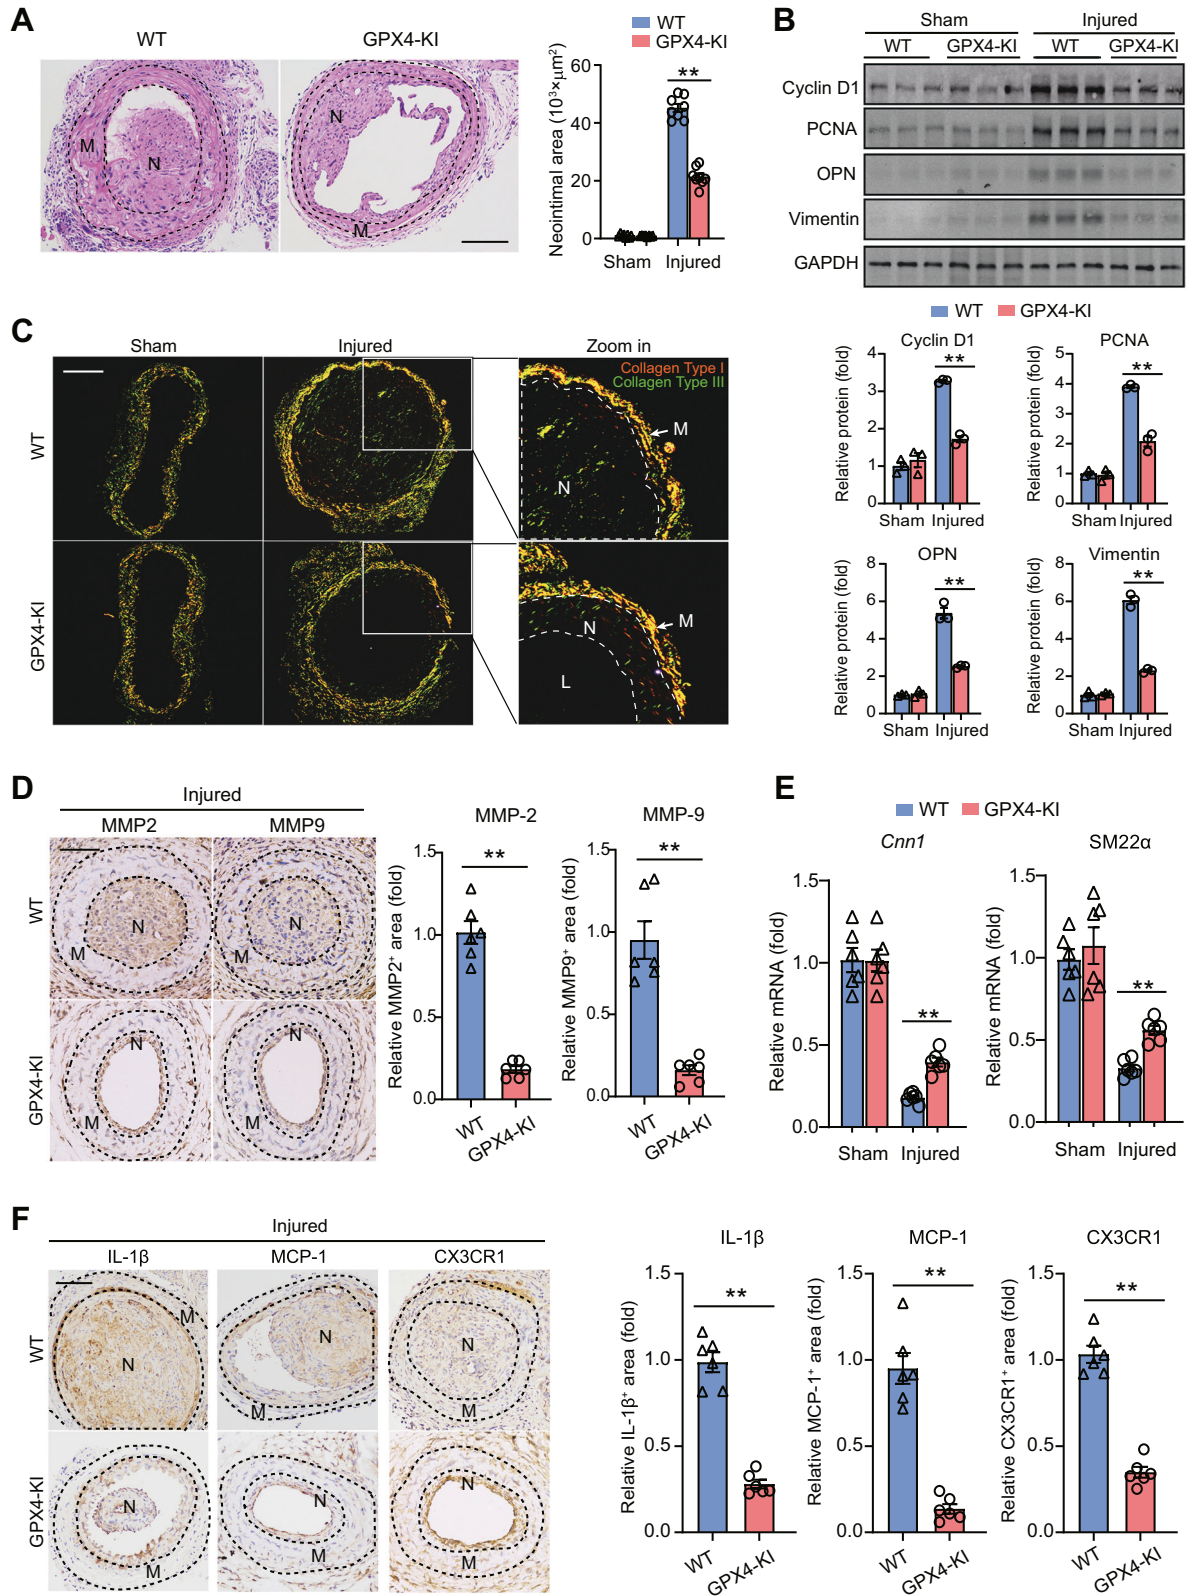 A
WT
GPX4-KI
M
N
N
M
WT
GPX4-KI
Neointimal area (10³×μm²)
60
40
20
0
**
Sham
Injured
B
Sham
Injured
WT
GPX4-KI
WT
GPX4-KI
Cyclin D1
PCNA
OPN
Vimentin
GAPDH
WT
GPX4-KI
Cyclin D1
Relative protein (fold)
4
3
2
1
0
**
Sham
Injured
PCNA
Relative protein (fold)
5
4
3
2
1
0
**
Sham
Injured
OPN
Relative protein (fold)
8
6
4
2
0
**
Sham
Injured
Vimentin
Relative protein (fold)
8
6
4
2
0
**
Sham
Injured
C
Sham
Injured
Zoom in
WT
GPX4-KI
Collagen Type I
Collagen Type III
M
N
M
N
L
D
Injured
MMP2
MMP9
WT
GPX4-KI
N
M
N
M
N
M
N
M
MMP-2
Relative MMP2⁺ area (fold)
1.5
1.0
0.5
0.0
**
WT
GPX4-KI
MMP-9
Relative MMP9⁺ area (fold)
1.5
1.0
0.5
0.0
**
WT
GPX4-KI
E
WT
GPX4-KI
Cnn1
Relative mRNA (fold)
1.5
1.0
0.5
0.0
**
Sham
Injured
SM22α
Relative mRNA (fold)
1.5
1.0
0.5
0.0
**
Sham
Injured
F
Injured
IL-1β
MCP-1
CX3CR1
WT
GPX4-KI
M
N
N
M
N
M
N
M
N
M
N
M
IL-1β
Relative IL-1β⁺ area (fold)
1.5
1.0
0.5
0.0
**
WT
GPX4-KI
MCP-1
Relative MCP-1⁺ area (fold)
1.5
1.0
0.5
0.0
**
WT
GPX4-KI
CX3CR1
Relative CX3CR1⁺ area (fold)
1.5
1.0
0.5
0.0
**
WT
GPX4-KI